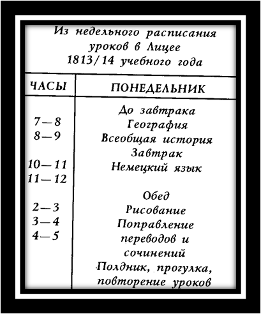 Из недельного расписания
уроков в Лицее
1813/14 учебного года
ЧАСЫ ПОНЕДЕЛЬНИК
До завтрака
7—8 География
8—9 Всеобщая история
Завтрак
10—11 Немецкий язык
11—12
Обед
2—3 Рисование
3—4 Поправление
4—5 переводов и
сочинений
Полдник, прогулка,
повторение уроков